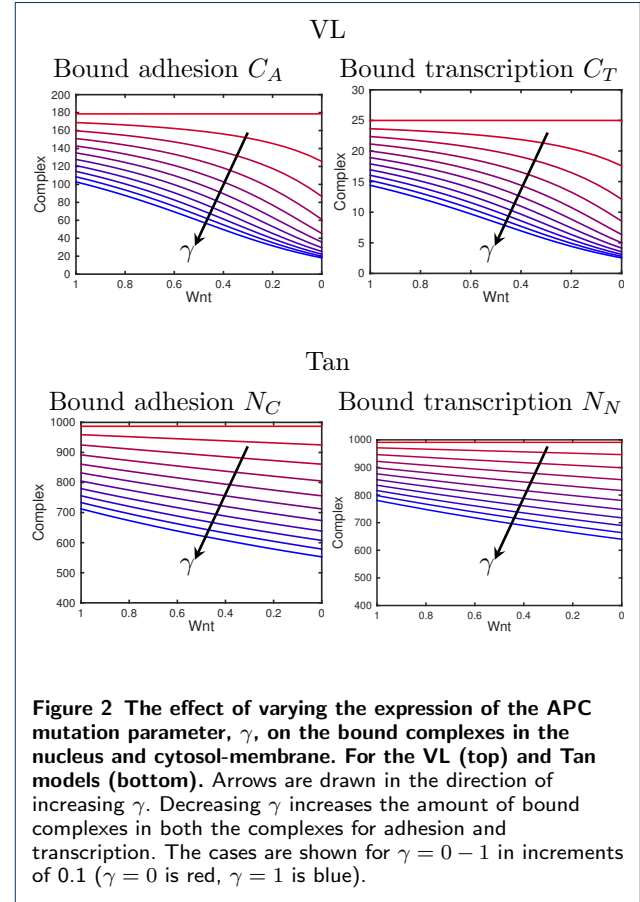 VL
Bound adhesion C_A
Bound transcription C_T
200
180
160
140
120
100
80
60
40
20
0
Complex
γ
1
0.8
0.6
0.4
0.2
0
Wnt
30
25
20
15
10
5
0
Complex
γ
1
0.8
0.6
0.4
0.2
0
Wnt
Tan
Bound adhesion N_C
Bound transcription N_N
1000
900
800
700
600
500
400
Complex
γ
1
0.8
0.6
0.4
0.2
0
Wnt
1000
900
800
700
600
500
400
Complex
γ
1
0.8
0.6
0.4
0.2
0
Wnt
Figure 2 The effect of varying the expression of the APC
mutation parameter, γ, on the bound complexes in the
nucleus and cytosol-membrane. For the VL (top) and Tan
models (bottom). Arrows are drawn in the direction of
increasing γ. Decreasing γ increases the amount of bound
complexes in both the complexes for adhesion and
transcription. The cases are shown for γ = 0 − 1 in increments
of 0.1 (γ = 0 is red, γ = 1 is blue).